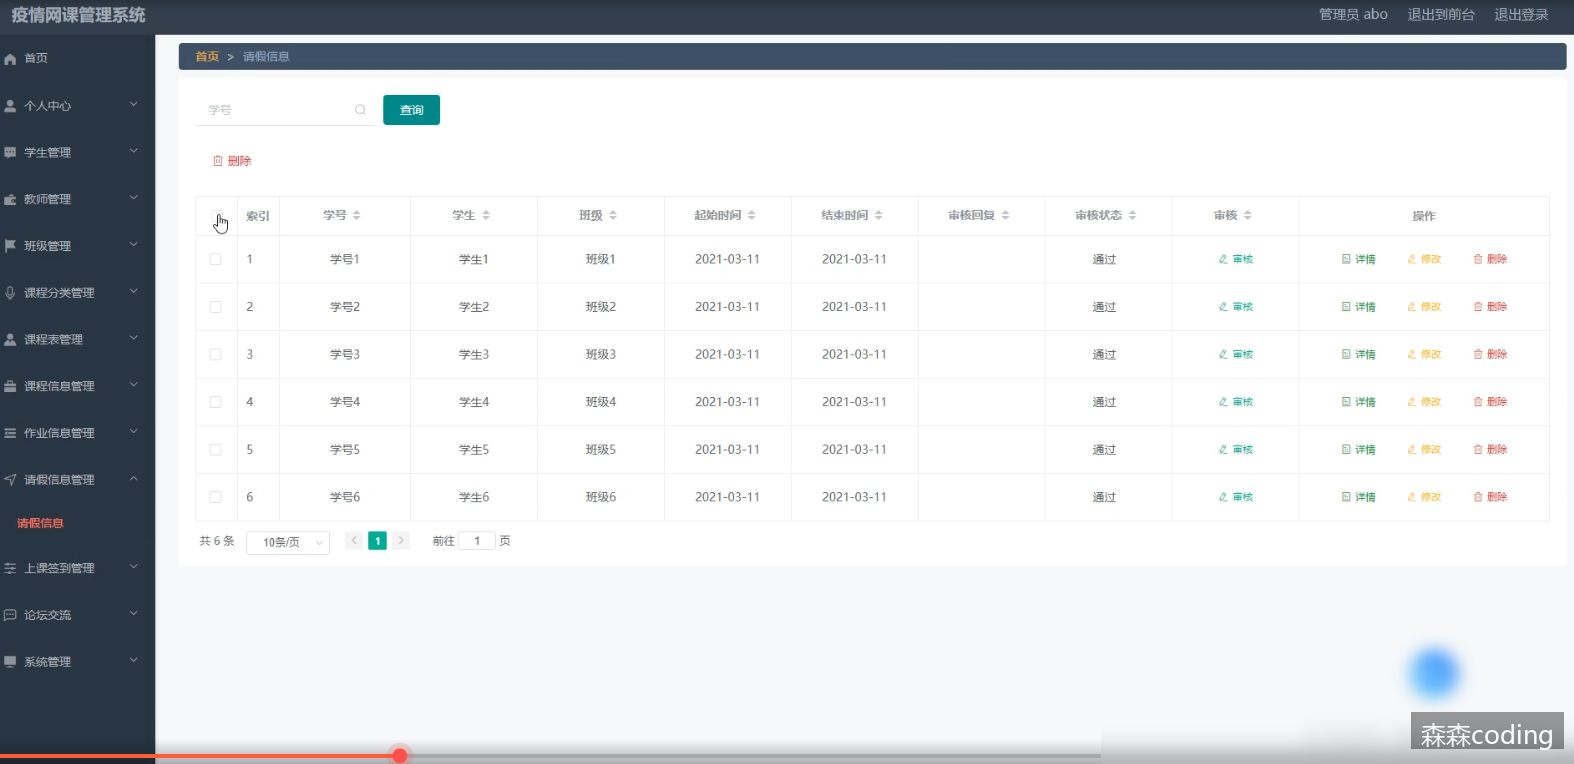 疫情网课管理系统
管理员 abo 退出到前台 退出登录
首页
个人中心
学生管理
教师管理
班级管理
课程分类管理
课程表管理
课程信息管理
作业信息管理
请假信息管理
请假信息
上课签到管理
论坛交流
系统管理
首页 > 请假信息
学号 查询
删除
索引 学号 学生 班级 起始时间 结束时间 审核回复 审核状态 审核 操作
1 学号1 学生1 班级1 2021-03-11 2021-03-11 通过 审核 详情 修改 删除
2 学号2 学生2 班级2 2021-03-11 2021-03-11 通过 审核 详情 修改 删除
3 学号3 学生3 班级3 2021-03-11 2021-03-11 通过 审核 详情 修改 删除
4 学号4 学生4 班级4 2021-03-11 2021-03-11 通过 审核 详情 修改 删除
5 学号5 学生5 班级5 2021-03-11 2021-03-11 通过 审核 详情 修改 删除
6 学号6 学生6 班级6 2021-03-11 2021-03-11 通过 审核 详情 修改 删除
共 6 条 10条/页 < 1 > 前往 1 页
森森coding